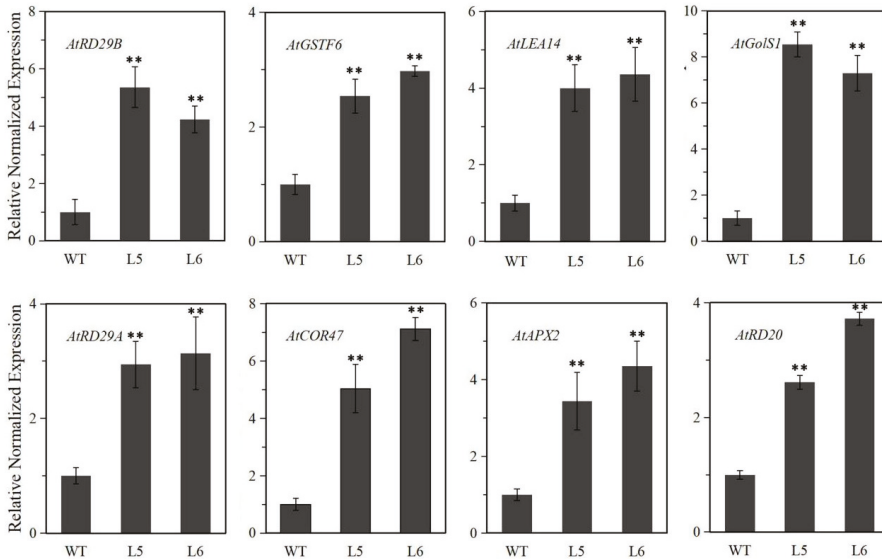 Relative Normalized Expression
8
6
4
2
0
AtRD29B
**
**
WT L5 L6
4
2
0
AtGSTF6
**
**
WT L5 L6
6
4
2
0
AtLEA14
**
**
WT L5 L6
10
8
6
4
2
0
AtGolS1
**
**
WT L5 L6
Relative Normalized Expression
4
2
0
AtRD29A
**
**
WT L5 L6
8
6
4
2
0
AtCOR47
**
**
WT L5 L6
6
4
2
0
AtAPX2
**
**
WT L5 L6
4
2
0
AtRD20
**
**
WT L5 L6